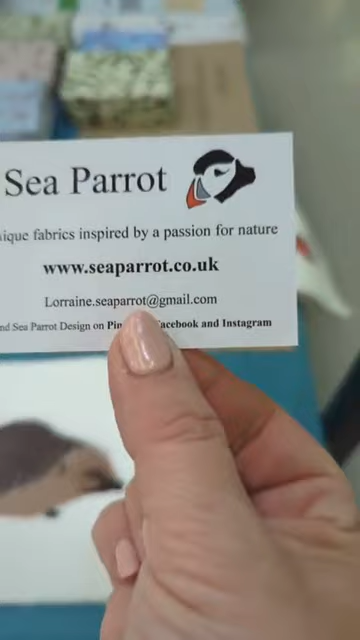 Sea Parrot
ique fabrics inspired by a passion for nature
www.seaparrot.co.uk
Lorraine.seaparrot@gmail.com
nd Sea Parrot Design on Pin acebook and Instagram